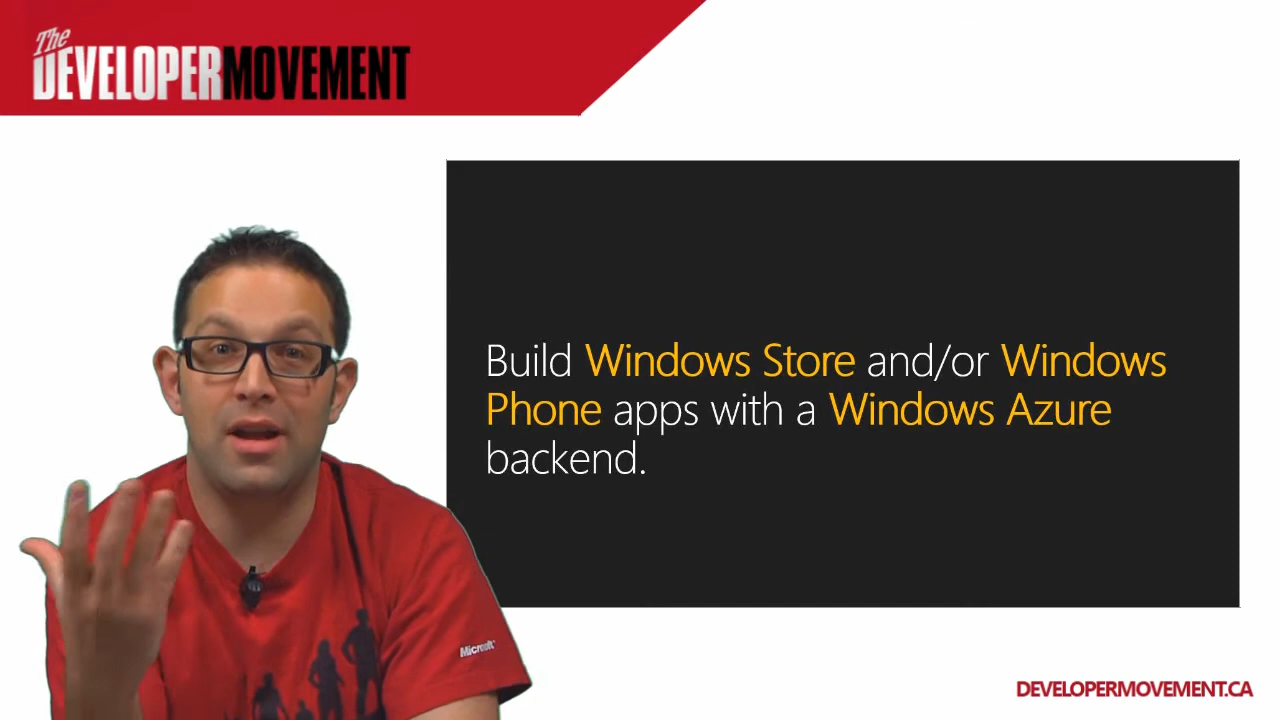 The
DEVELOPERMOVEMENT
Build Windows Store and/or Windows
Phone apps with a Windows Azure
backend.
Microsoft
DEVELOPERMOVEMENT.CA